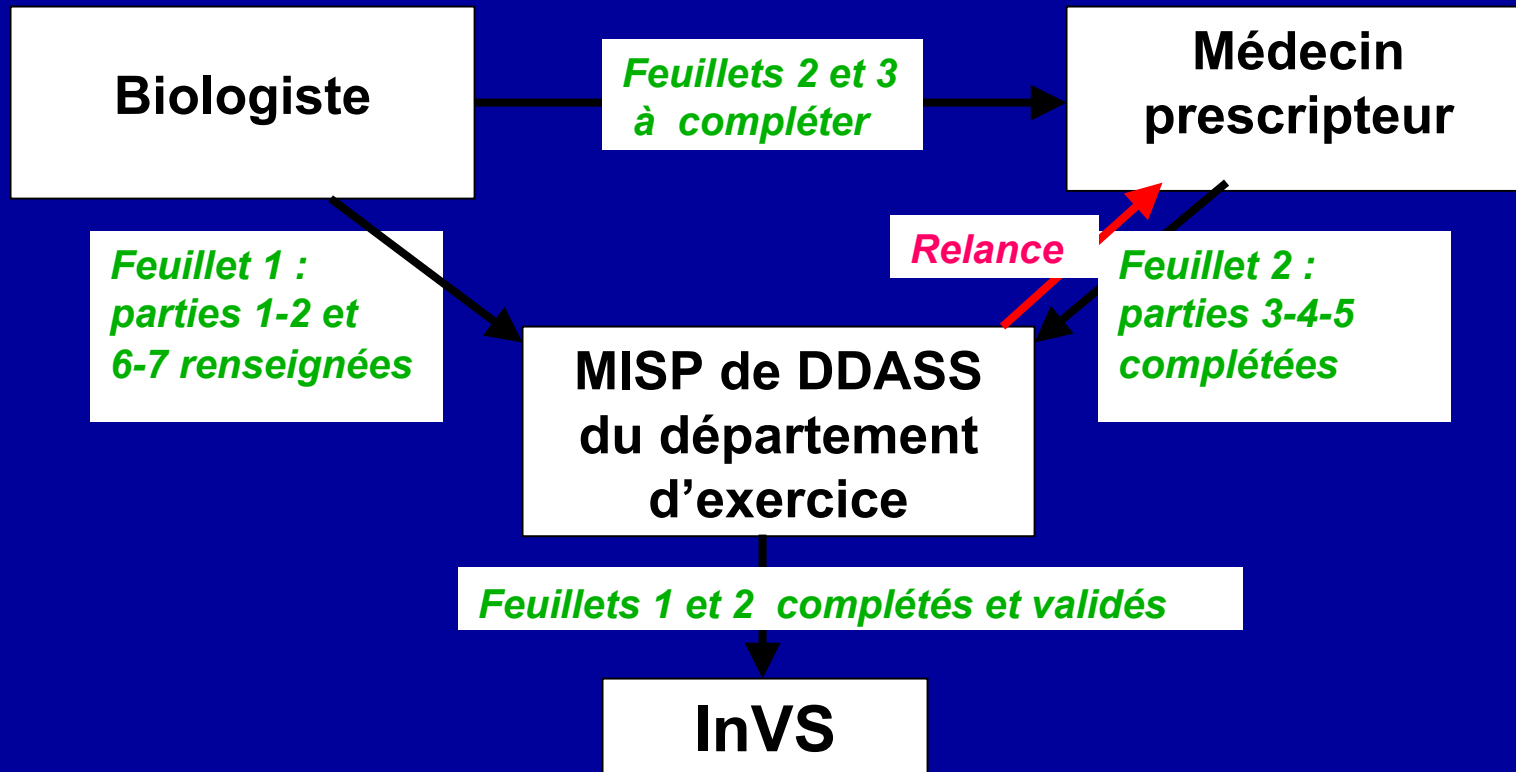 Biologiste
Feuillets 2 et 3
à compléter
Médecin
prescripteur
Feuillet 1 :
parties 1-2 et
6-7 renseignées
Relance
Feuillet 2 :
parties 3-4-5
complétées
MISP de DDASS
du département
d’exercice
Feuillets 1 et 2 complétés et validés
InVS